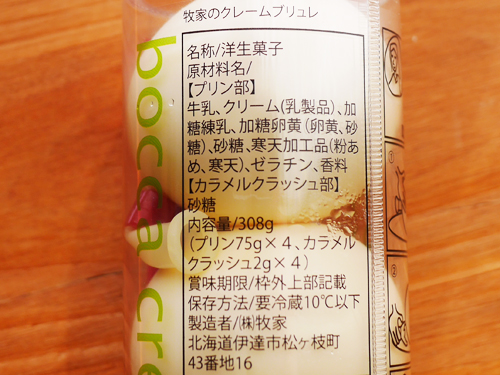 牧家のクレームブリュレ
名称/洋生菓子
原材料名/
【プリン部】
牛乳、クリーム(乳製品)、加
糖練乳、加糖卵黄(卵黄、砂
糖)、砂糖、寒天加工品(粉あ
め、寒天)、ゼラチン、香料
【カラメルクラッシュ部】
砂糖
内容量/308g
(プリン75g×4、カラメル
クラッシュ2g×4)
賞味期限/枠外上部記載
保存方法/要冷蔵10℃以下
製造者/㈱牧家
北海道伊達市松ヶ枝町
43番地16
bocca cre